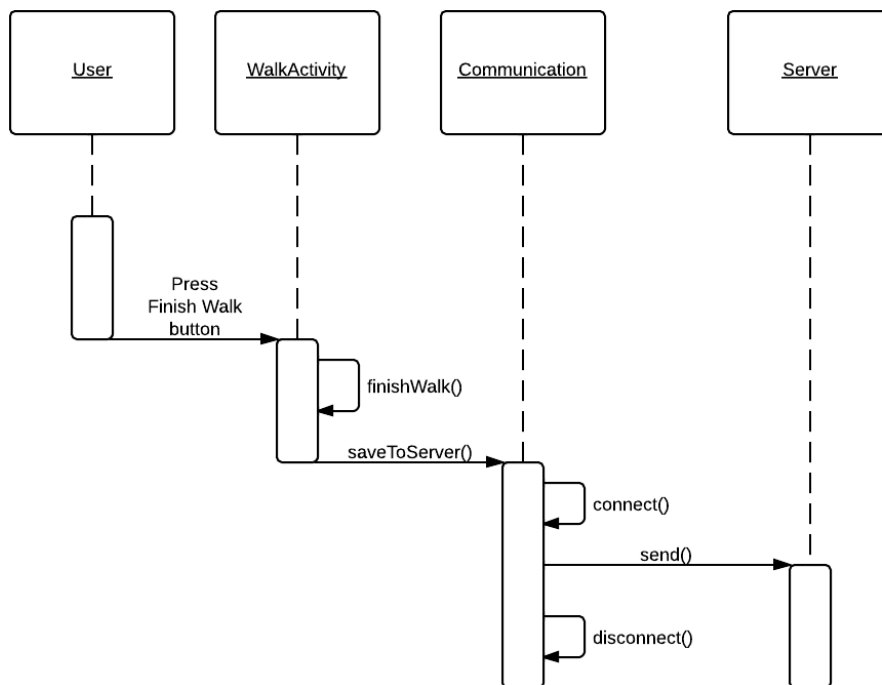 User
WalkActivity
Communication
Server
Press
Finish Walk
button
finishWalk()
saveToServer()
connect()
send()
disconnect()